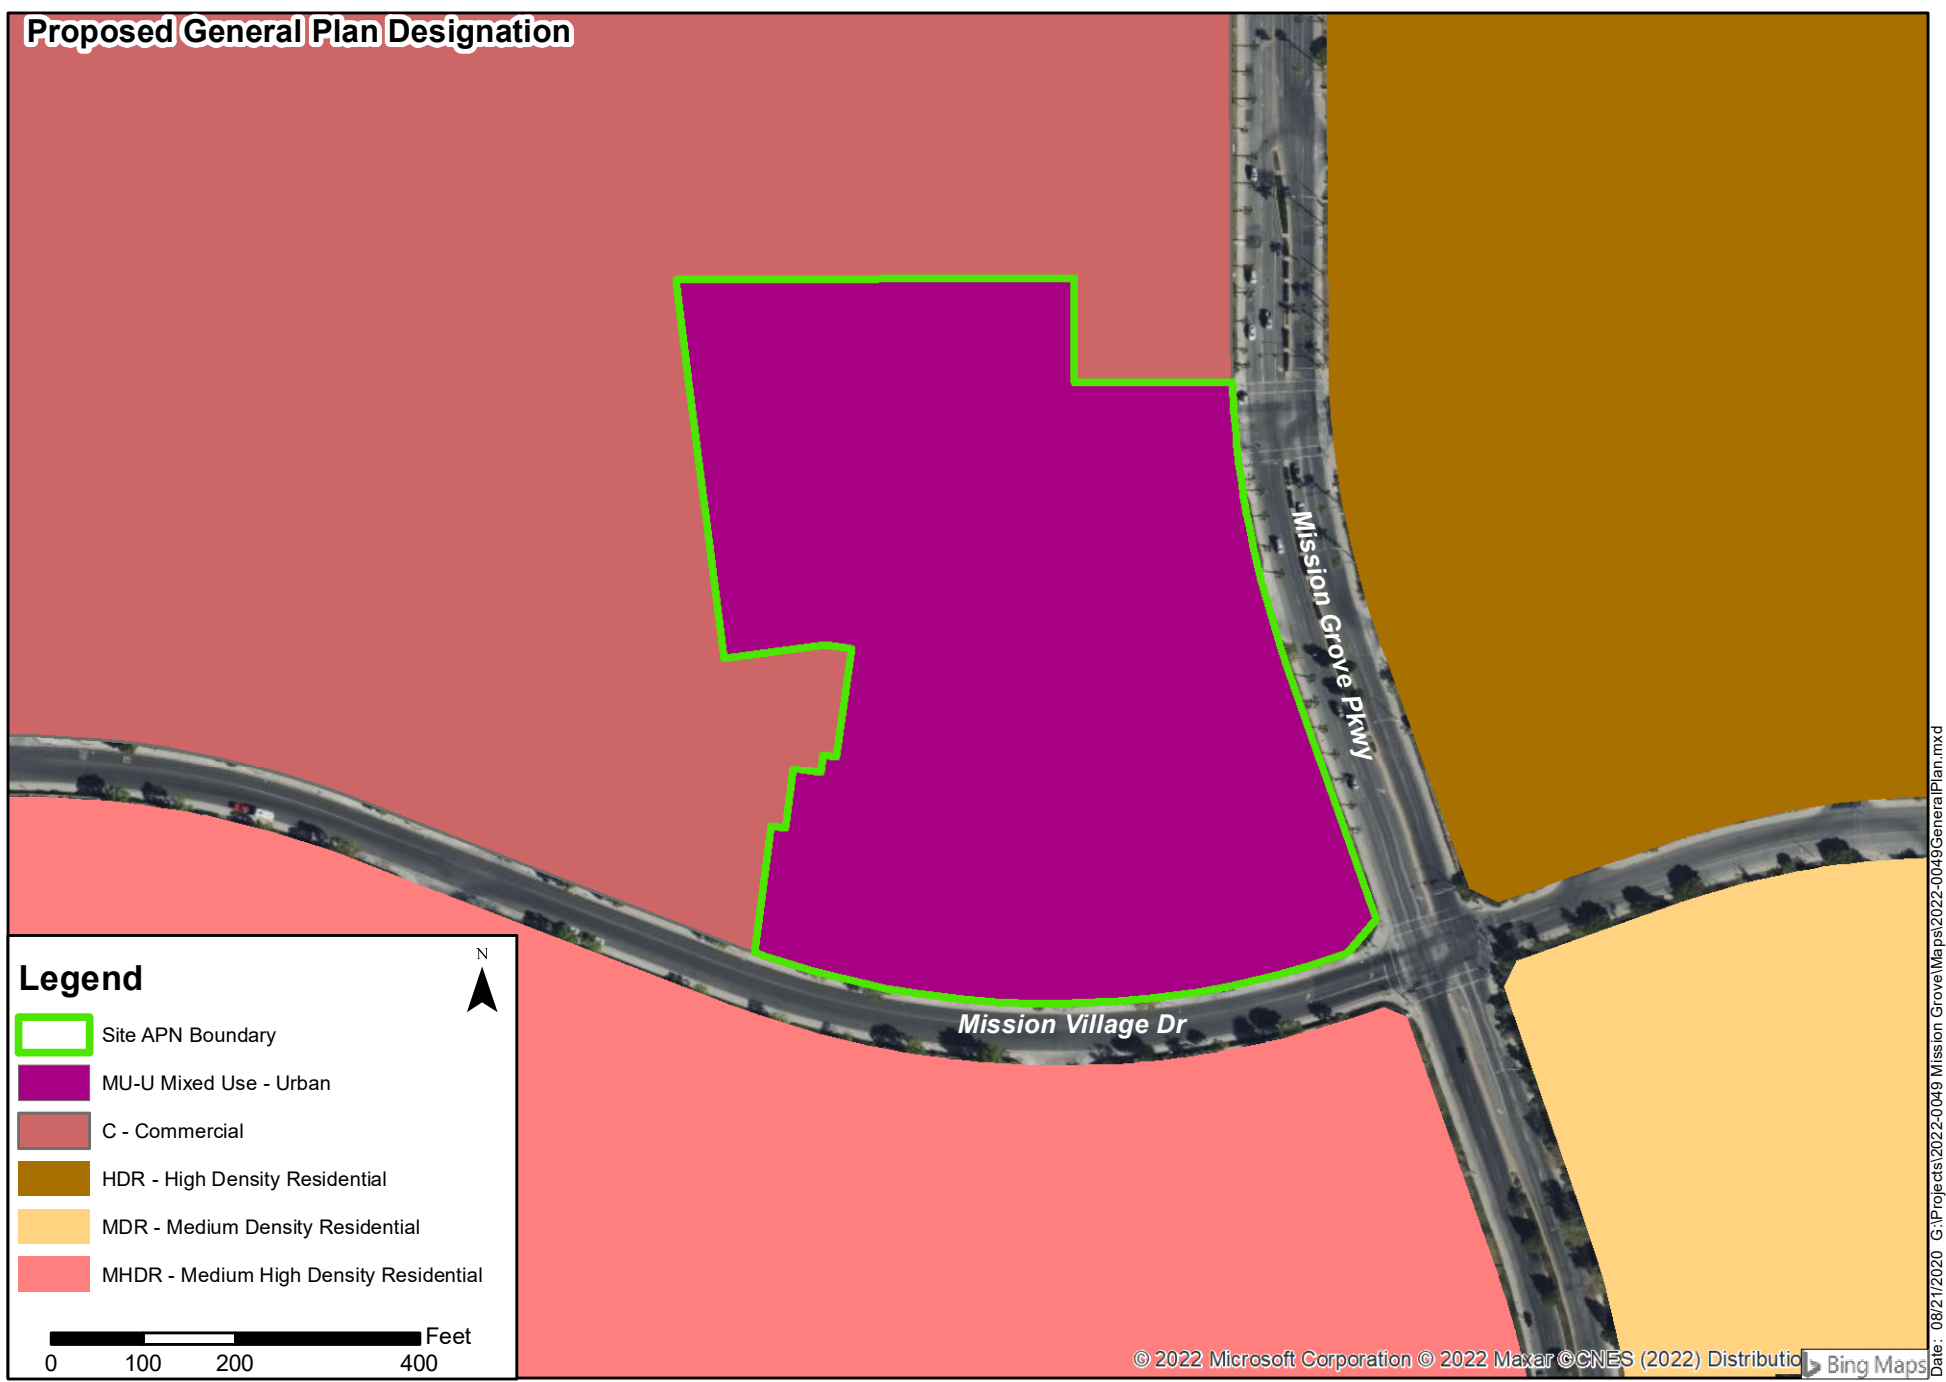 Proposed General Plan Designation
Mission Grove Pkwy
Mission Village Dr
Legend
N
Site APN Boundary
MU-U Mixed Use - Urban
C - Commercial
HDR - High Density Residential
MDR - Medium Density Residential
MHDR - Medium High Density Residential
Feet
0 100 200 400
© 2022 Microsoft Corporation © 2022 Maxar ©CNES (2022) Distributio
Bing Maps
Date: 08/21/2020 G:\Projects\2022-0049 Mission Grove\Maps\2022-0049GeneralPlan.mxd